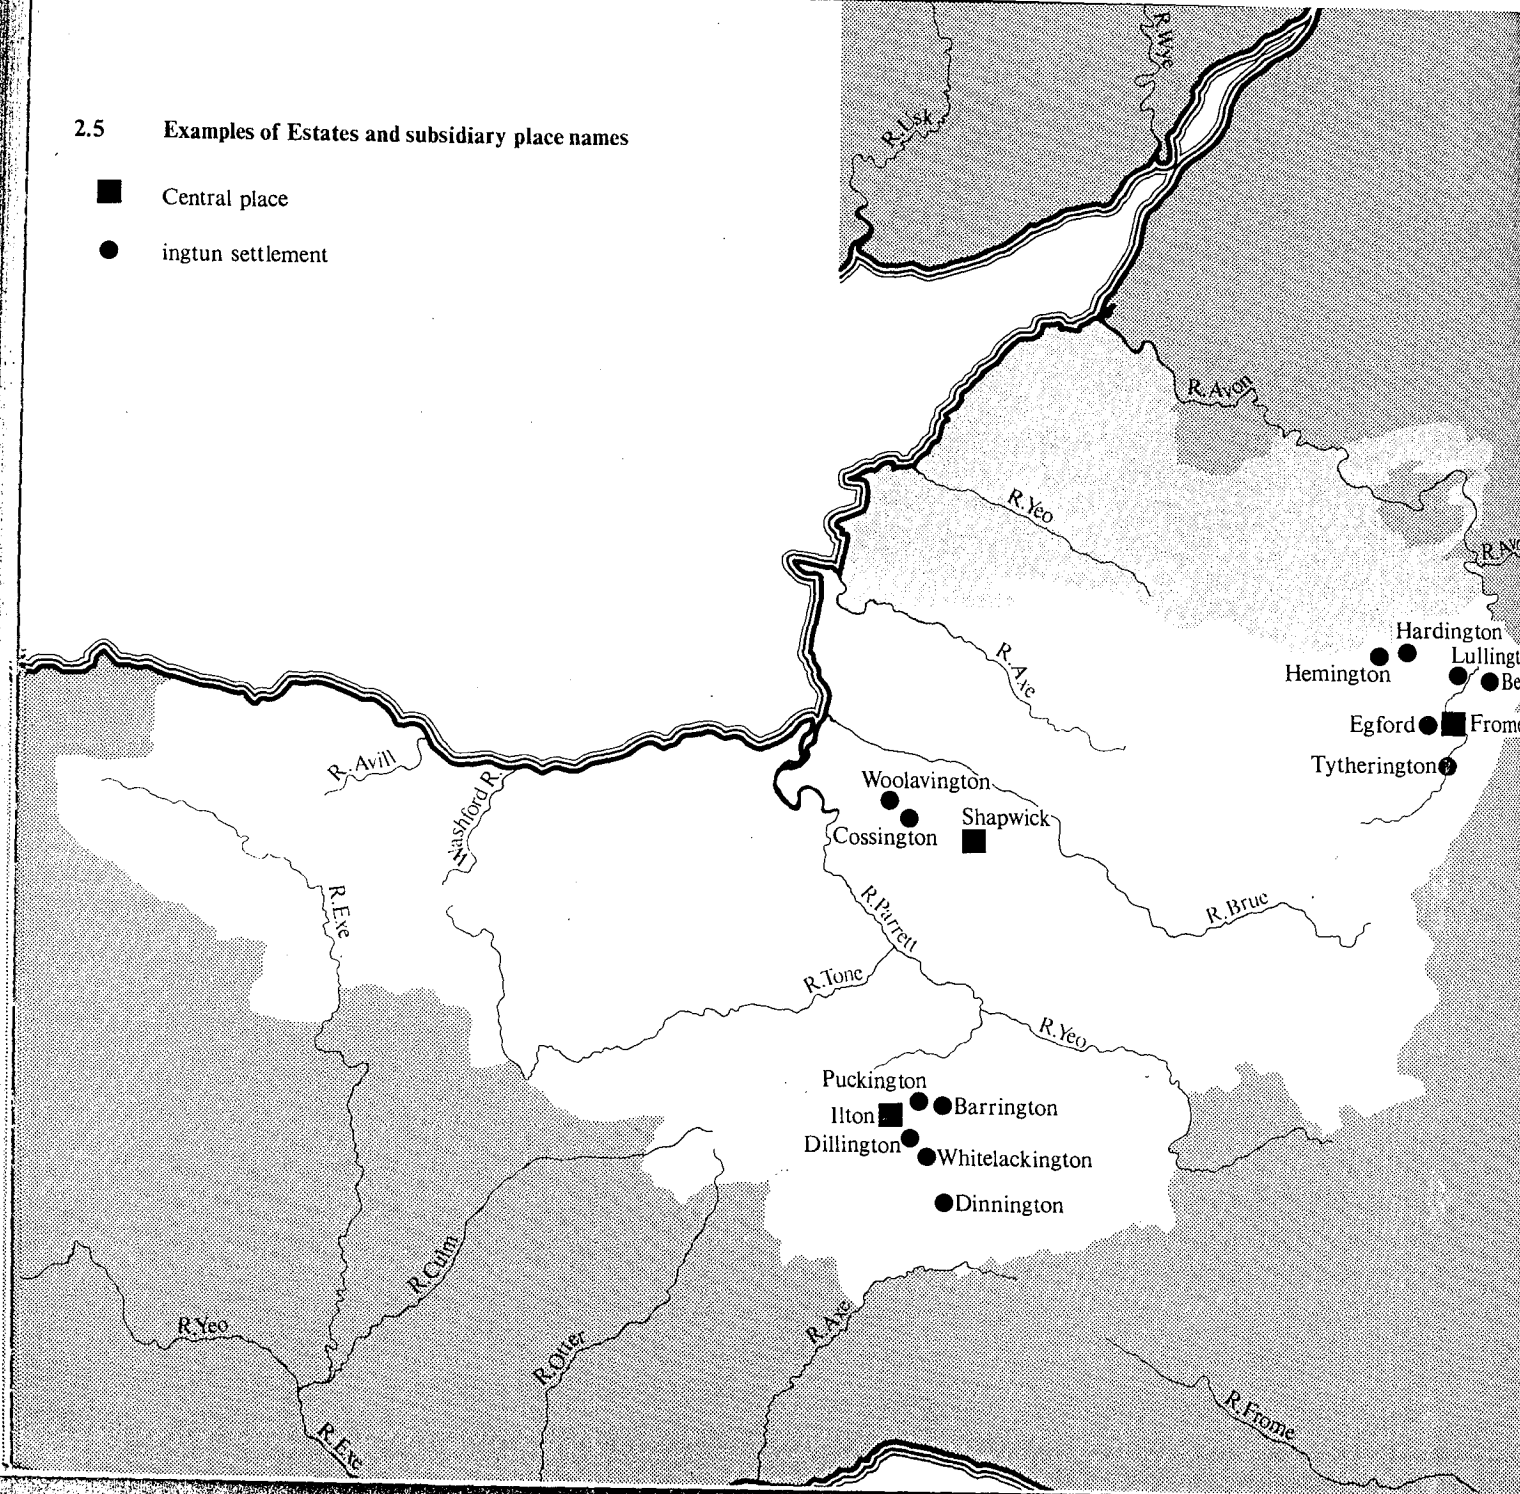 2.5 Examples of Estates and subsidiary place names
Central place
ingtun settlement
R.Wye
R.Usk
R.Avon
R.Yeo
R.Axe
Hardington
Hemington
Egford
Tytherington
R.Avill
Woolavington
Cossington
Shapwick
R.Exe
R.Parrett
R.Brue
R.Tone
R.Yeo
Puckington
Ilton
Barrington
Dillington
Whitelackington
Dinnington
R.Culm
R.Yeo
R.Otter
R.Axe
R.Exe
R.Frome